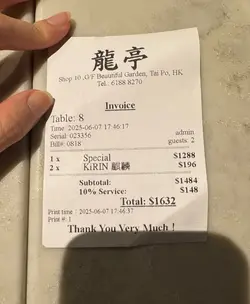 龍亭
Shop 10 ,G/F Beautiful Garden, Tai Po, HK
Tel.: 6188 8270
Invoice
Table: 8
Time: 2025-06-07 17:46:17
Serial: 023356 admin
Bill#: 0818 guests: 2
1 x Special $1288
2 x KiRIN 麒麟 $196
Subtotal: $1484
10% Service: $148
Total: $1632
Print time : 2025-06-07 17:46:37
Print #:1
Thank You Very Much !